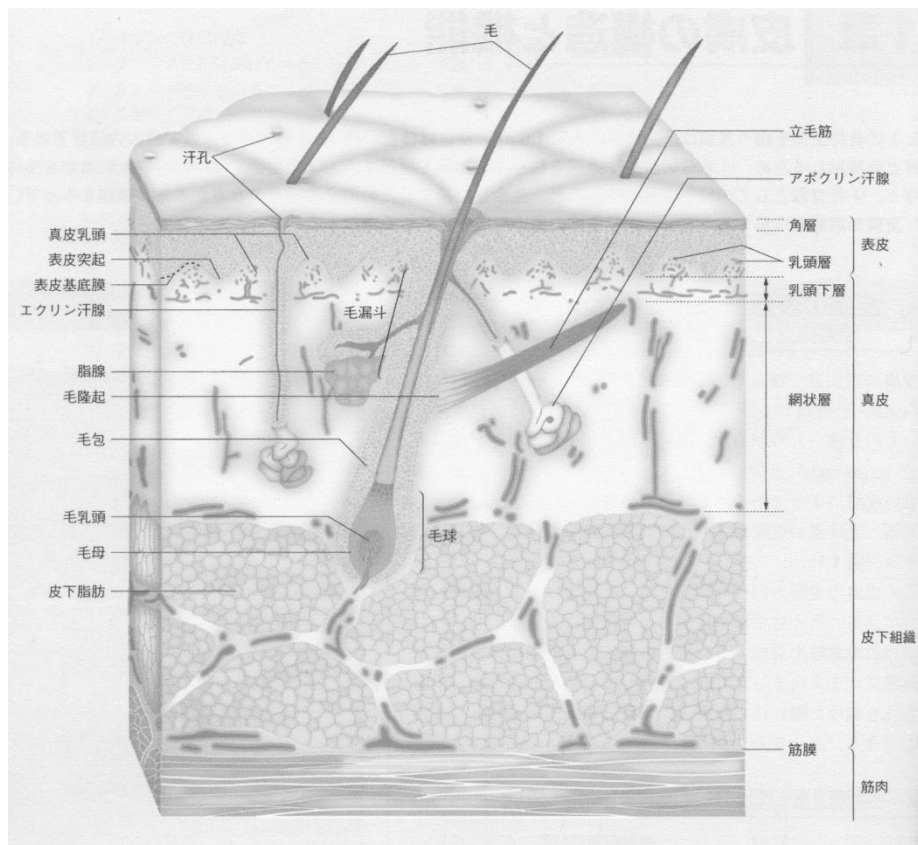 毛
汗孔
真皮乳頭
表皮突起
表皮基底膜
エクリン汗腺
毛漏斗
脂腺
毛隆起
毛包
毛乳頭
毛母
毛球
皮下脂肪
立毛筋
アポクリン汗腺
角層
表皮
乳頭層
乳頭下層
網状層
真皮
皮下組織
筋膜
筋肉